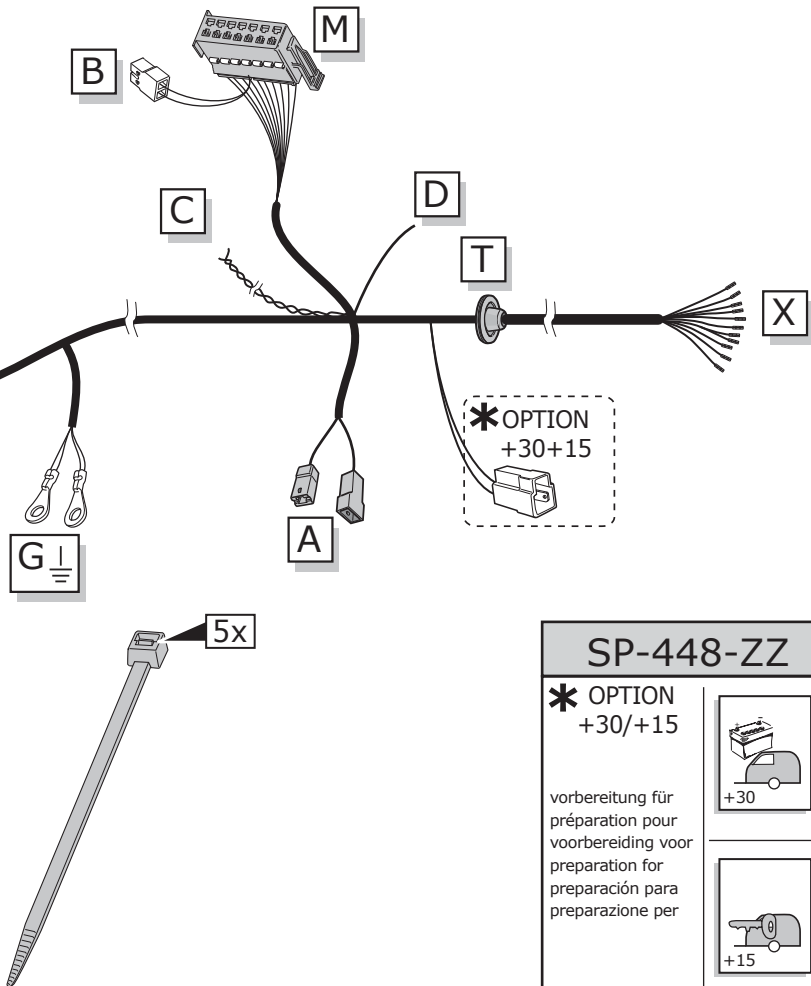 M
B
C
D
T
X
✱ OPTION
+30+15
A
G
5x
SP-448-ZZ
✱ OPTION
+30/+15
vorbereitung für
préparation pour
voorbereiding voor
preparation for
preparación para
preparazione per
+30
+15